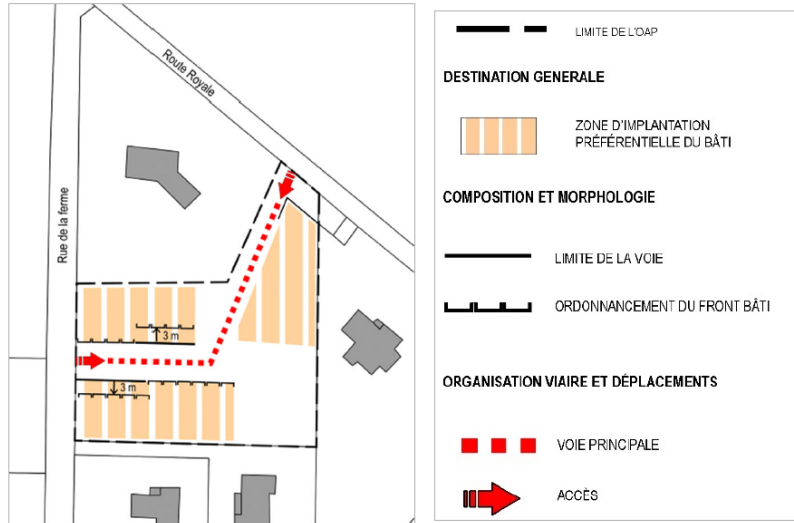 Route Royale
Rue de la ferme
3 m
3 m
LIMITE DE L'OAP
DESTINATION GENERALE
ZONE D'IMPLANTATION
PRÉFÉRENTIELLE DU BÂTI
COMPOSITION ET MORPHOLOGIE
LIMITE DE LA VOIE
ORDONNANCEMENT DU FRONT BÂTI
ORGANISATION VIAIRE ET DÉPLACEMENTS
VOIE PRINCIPALE
ACCÈS